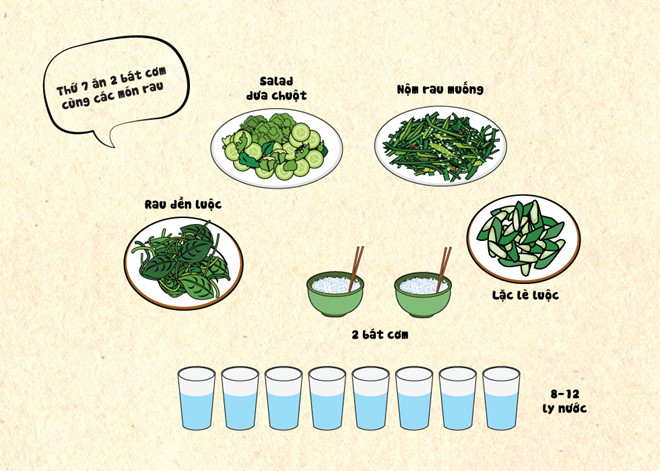 Thứ 7 ăn 2 bát cơm
cùng các món rau
Salad
dưa chuột
Nộm rau muống
Rau dền luộc
Lặc lè luộc
2 bát cơm
8-12
ly nước